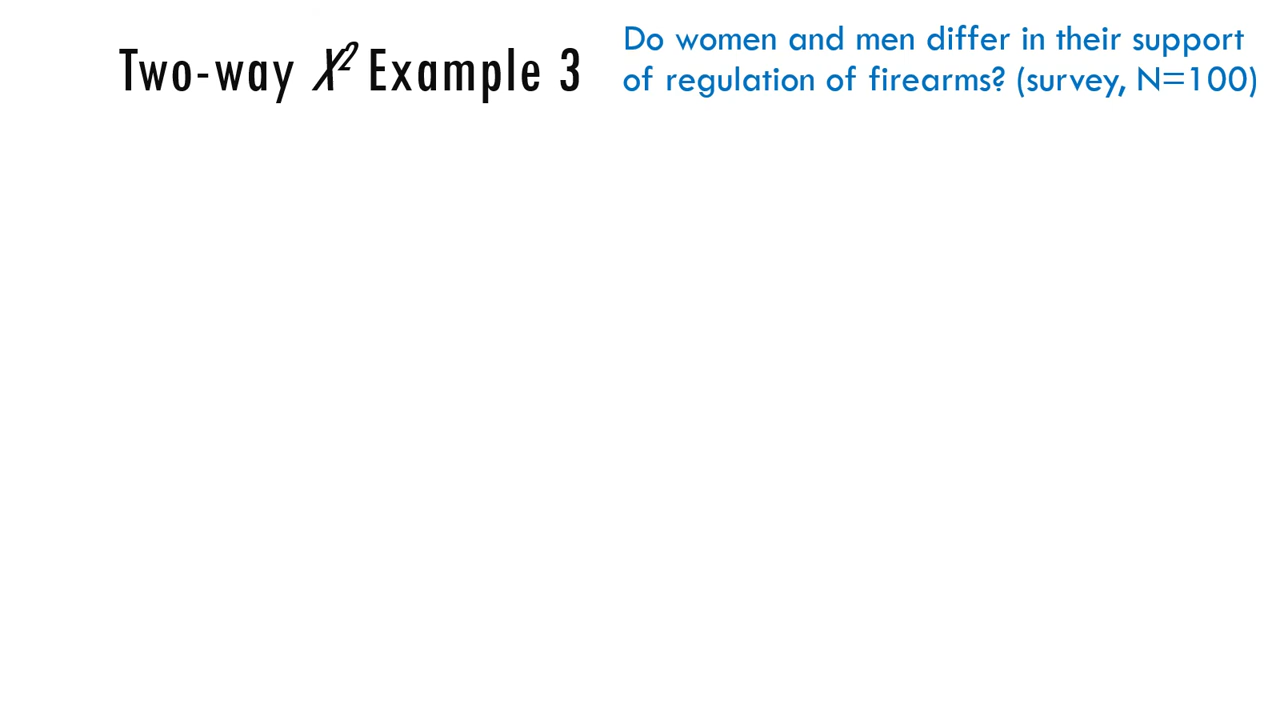 Two-way X² Example 3
Do women and men differ in their support
of regulation of firearms? (survey, N=100)